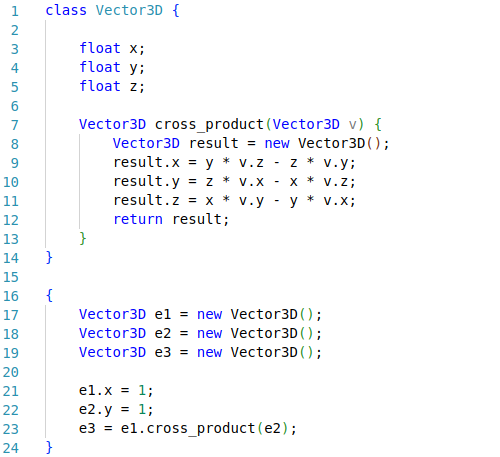 1 class Vector3D {
2
3 float x;
4 float y;
5 float z;
6
7 Vector3D cross_product(Vector3D v) {
8 Vector3D result = new Vector3D();
9 result.x = y * v.z - z * v.y;
10 result.y = z * v.x - x * v.z;
11 result.z = x * v.y - y * v.x;
12 return result;
13 }
14 }
15
16 {
17 Vector3D e1 = new Vector3D();
18 Vector3D e2 = new Vector3D();
19 Vector3D e3 = new Vector3D();
20
21 e1.x = 1;
22 e2.y = 1;
23 e3 = e1.cross_product(e2);
24 }